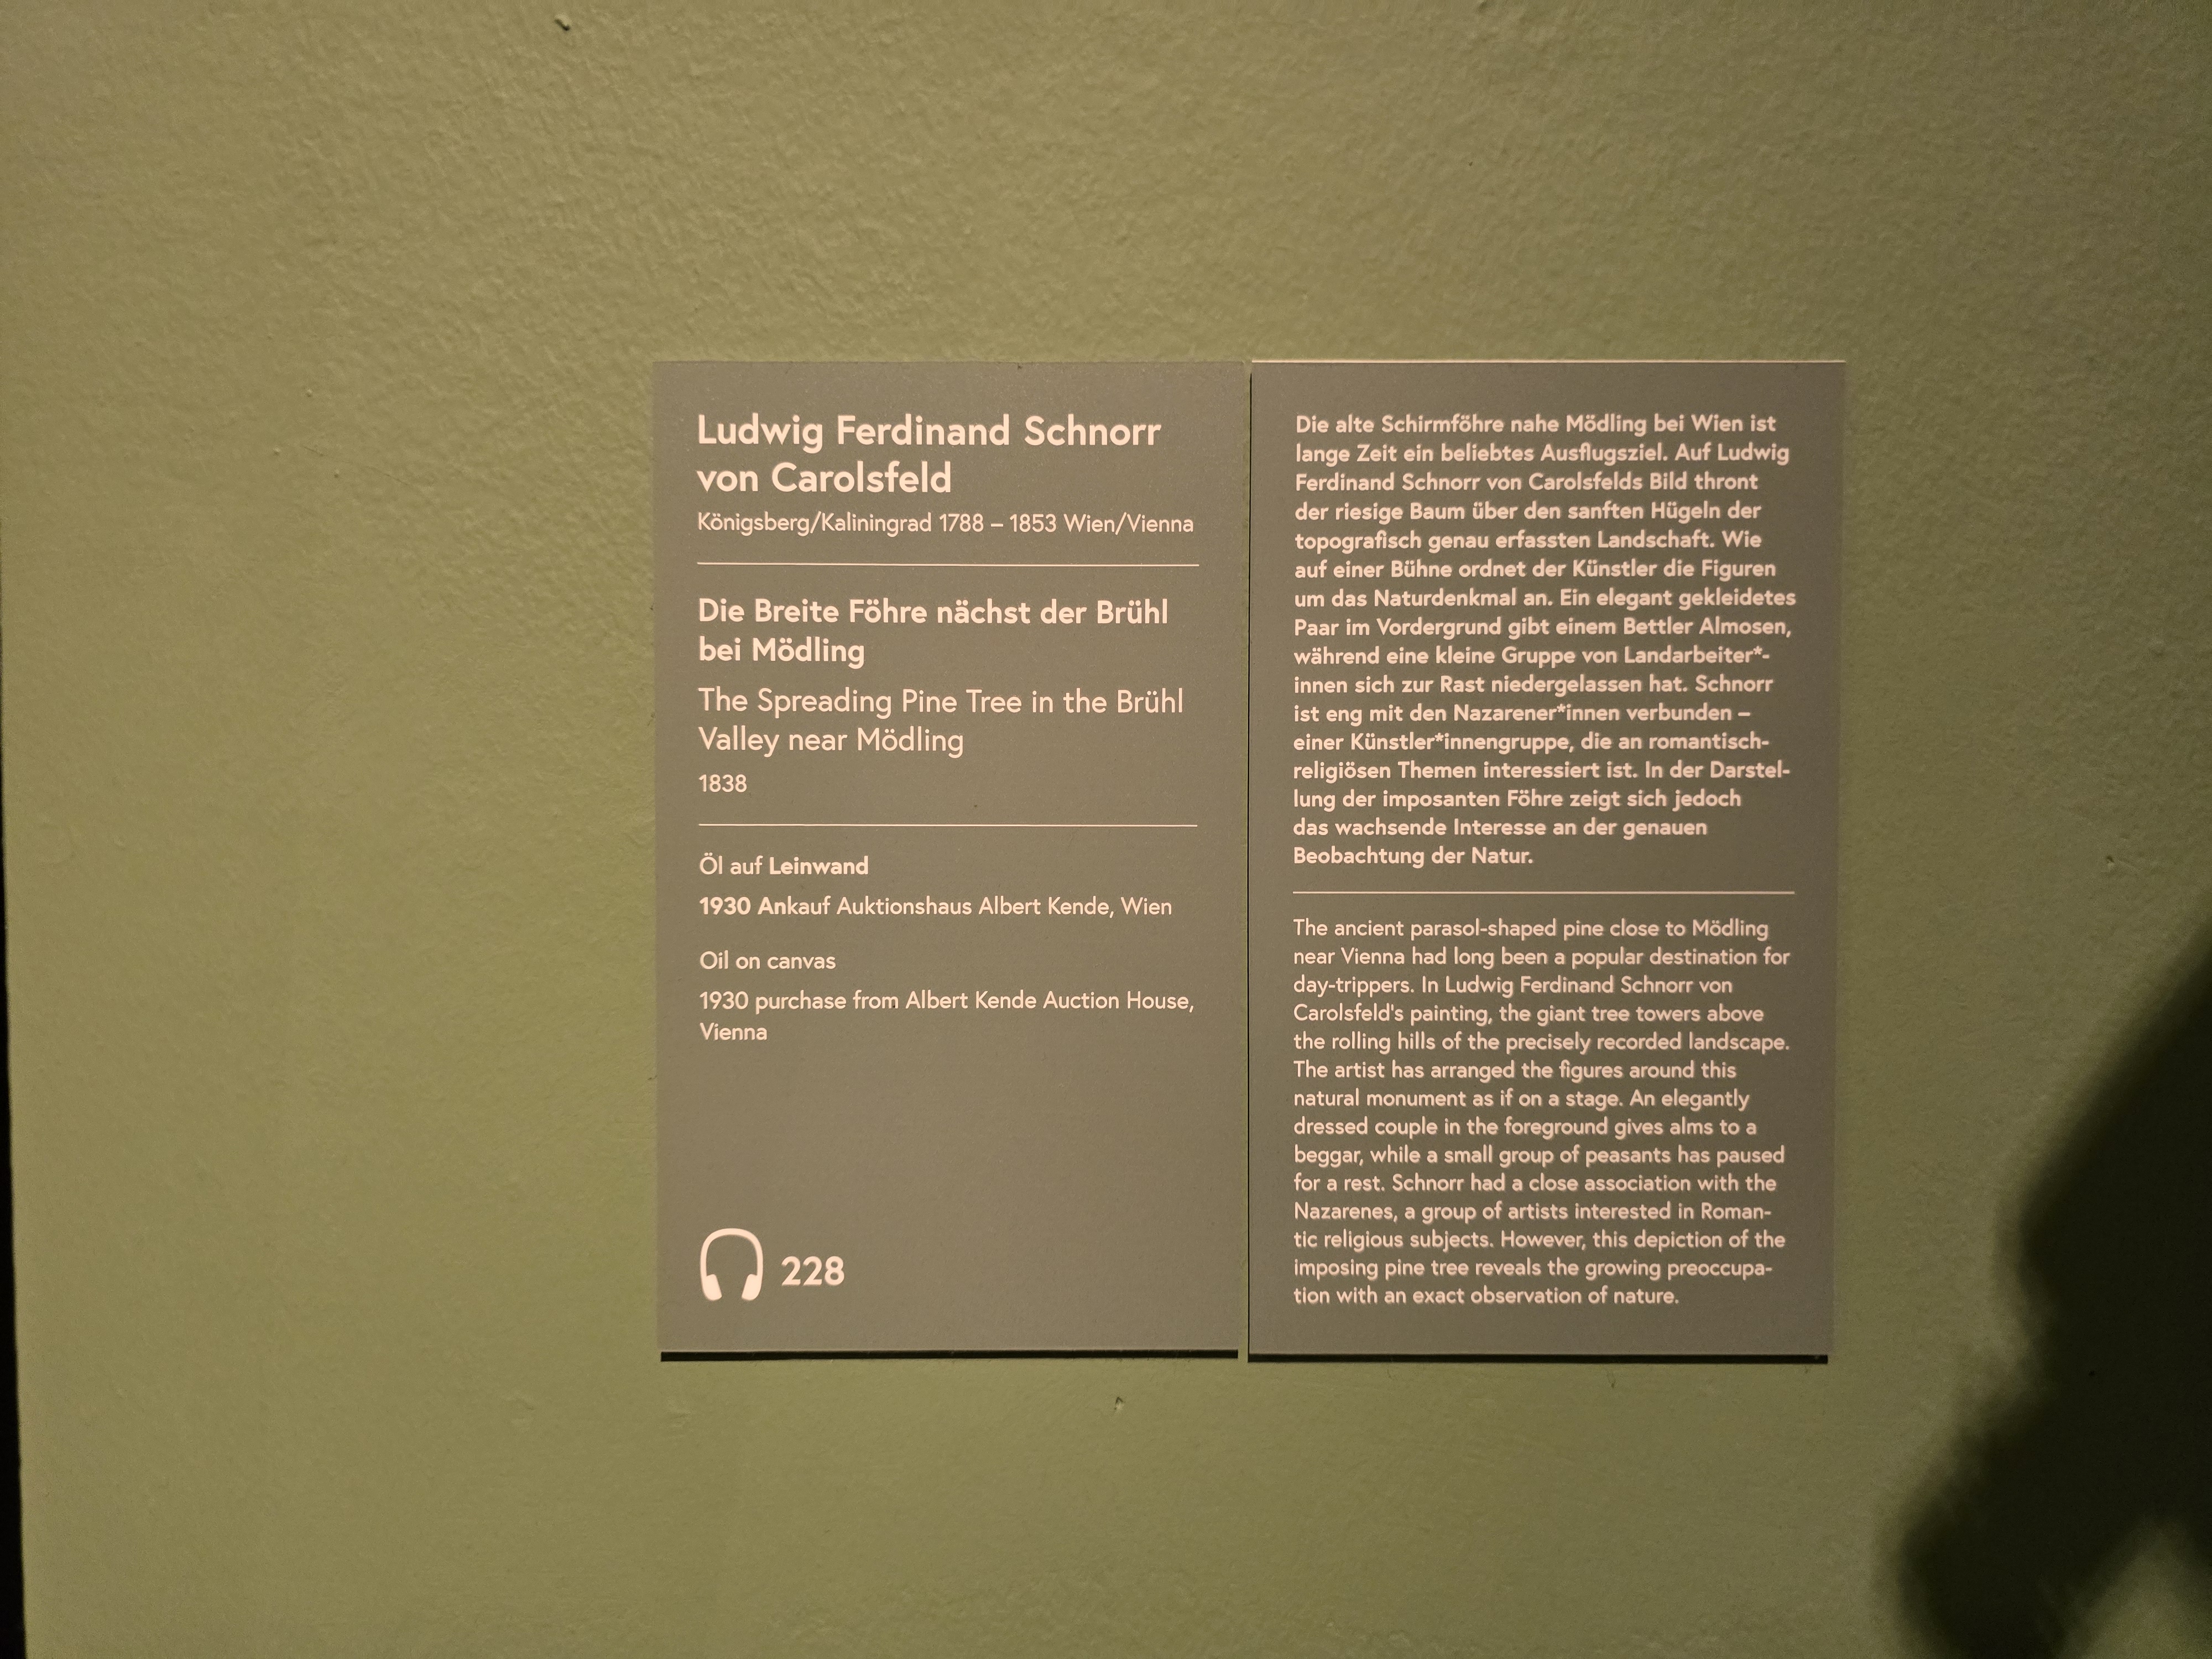 Ludwig Ferdinand Schnorr
von Carolsfeld
Königsberg/Kaliningrad 1788 – 1853 Wien/Vienna
Die Breite Föhre nächst der Brühl
bei Mödling
The Spreading Pine Tree in the Brühl
Valley near Mödling
1838
Öl auf Leinwand
1930 Ankauf Auktionshaus Albert Kende, Wien
Oil on canvas
1930 purchase from Albert Kende Auction House,
Vienna
228
Die alte Schirmföhre nahe Mödling bei Wien ist
lange Zeit ein beliebtes Ausflugsziel. Auf Ludwig
Ferdinand Schnorr von Carolsfelds Bild thront
der riesige Baum über den sanften Hügeln der
topografisch genau erfassten Landschaft. Wie
auf einer Bühne ordnet der Künstler die Figuren
um das Naturdenkmal an. Ein elegant gekleidetes
Paar im Vordergrund gibt einem Bettler Almosen,
während eine kleine Gruppe von Landarbeiter*-
innen sich zur Rast niedergelassen hat. Schnorr
ist eng mit den Nazarener*innen verbunden –
einer Künstler*innengruppe, die an romantisch-
religiösen Themen interessiert ist. In der Darstel-
lung der imposanten Föhre zeigt sich jedoch
das wachsende Interesse an der genauen
Beobachtung der Natur.
The ancient parasol-shaped pine close to Mödling
near Vienna had long been a popular destination for
day-trippers. In Ludwig Ferdinand Schnorr von
Carolsfeld's painting, the giant tree towers above
the rolling hills of the precisely recorded landscape.
The artist has arranged the figures around this
natural monument as if on a stage. An elegantly
dressed couple in the foreground gives alms to a
beggar, while a small group of peasants has paused
for a rest. Schnorr had a close association with the
Nazarenes, a group of artists interested in Roman-
tic religious subjects. However, this depiction of the
imposing pine tree reveals the growing preoccupa-
tion with an exact observation of nature.